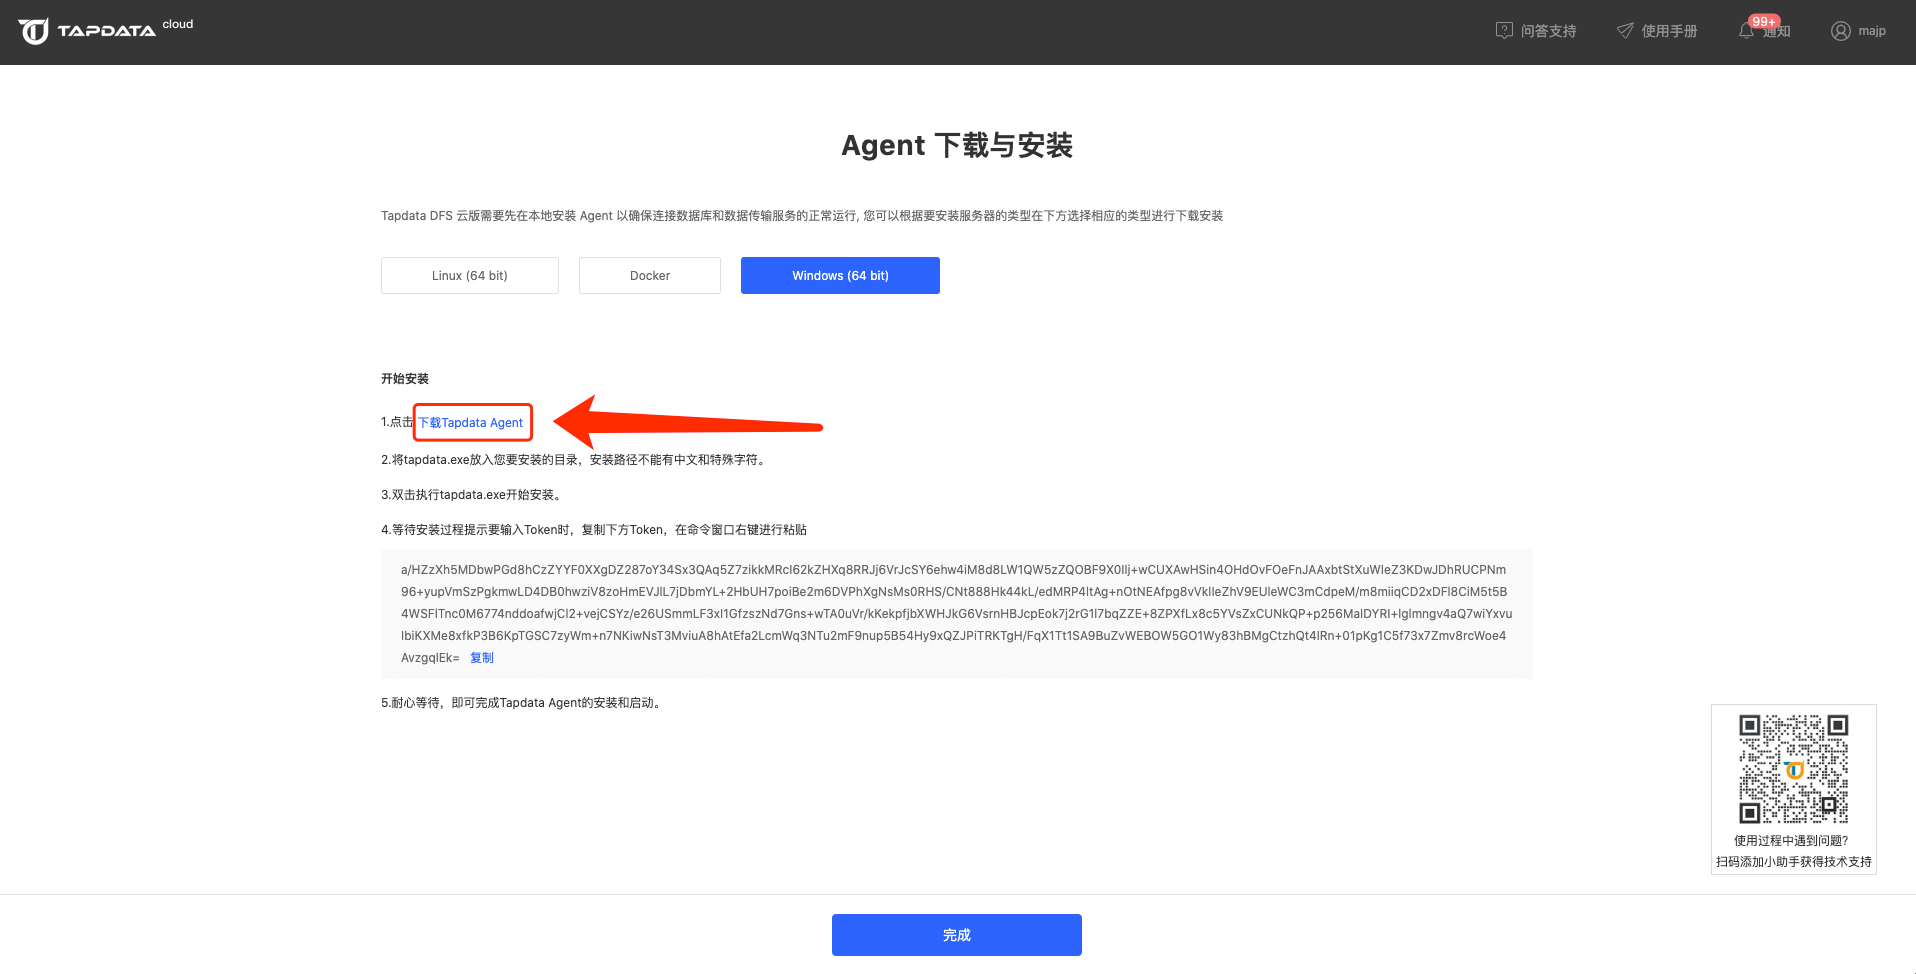 TAPDATA cloud
问答支持
使用手册
99+
通知
majp
Agent 下载与安装
Tapdata DFS 云版需要先在本地安装 Agent 以确保连接数据库和数据传输服务的正常运行, 您可以根据要安装服务器的类型在下方选择相应的类型进行下载安装
Linux (64 bit)
Docker
Windows (64 bit)
开始安装
1.点击 下载Tapdata Agent
2.将tapdata.exe放入您要安装的目录，安装路径不能有中文和特殊字符。
3.双击执行tapdata.exe开始安装。
4.等待安装过程提示要输入Token时，复制下方Token，在命令窗口右键进行粘贴
a/HZzXh5MDbwPGd8hCzZYYF0XXgDZ287oY34Sx3QAq5Z7zikkMRcI62kZHXq8RRJj6VrJcSY6ehw4iM8d8LW1QW5zZQOBF9X0Ilj+wCUXAwHSin4OHdOvFOeFnJAAxbtStXuWIeZ3KDwJDhRUCPNm
96+yupVmSzPgkmwLD4DB0hwziV8zoHmEVJlL7jDbmYL+2HbUH7poiBe2m6DVPhXgNsMs0RHS/CNt888Hk44kL/edMRP4ltAg+nOtNEAfpg8vVklIeZhV9EUleWC3mCdpeM/m8miiqCD2xDFl8CiM5t5B
4WSFlTnc0M6774nddoafwjCl2+vejCSYz/e26USmmLF3xl1GfzszNd7Gns+wTA0uVr/kKekpfjbXWHJkG6VsrnHBJcpEok7j2rG1l7bqZZE+8ZPXfLx8c5YVsZxCUNkQP+p256MaIDYRI+Iglmngv4aQ7wiYxvu
IbiKXMe8xfkP3B6KpTGSC7zyWm+n7NKiwNsT3MviuA8hAtEfa2LcmWq3NTu2mF9nup5B54Hy9xQZJPiTRKTgH/FqX1Tt1SA9BuZvWEBOW5GO1Wy83hBMgCtzhQt4lRn+01pKg1C5f73x7Zmv8rcWoe4
AvzgqlEk= 复制
5.耐心等待，即可完成Tapdata Agent的安装和启动。
使用过程中遇到问题?
扫码添加小助手获得技术支持
完成